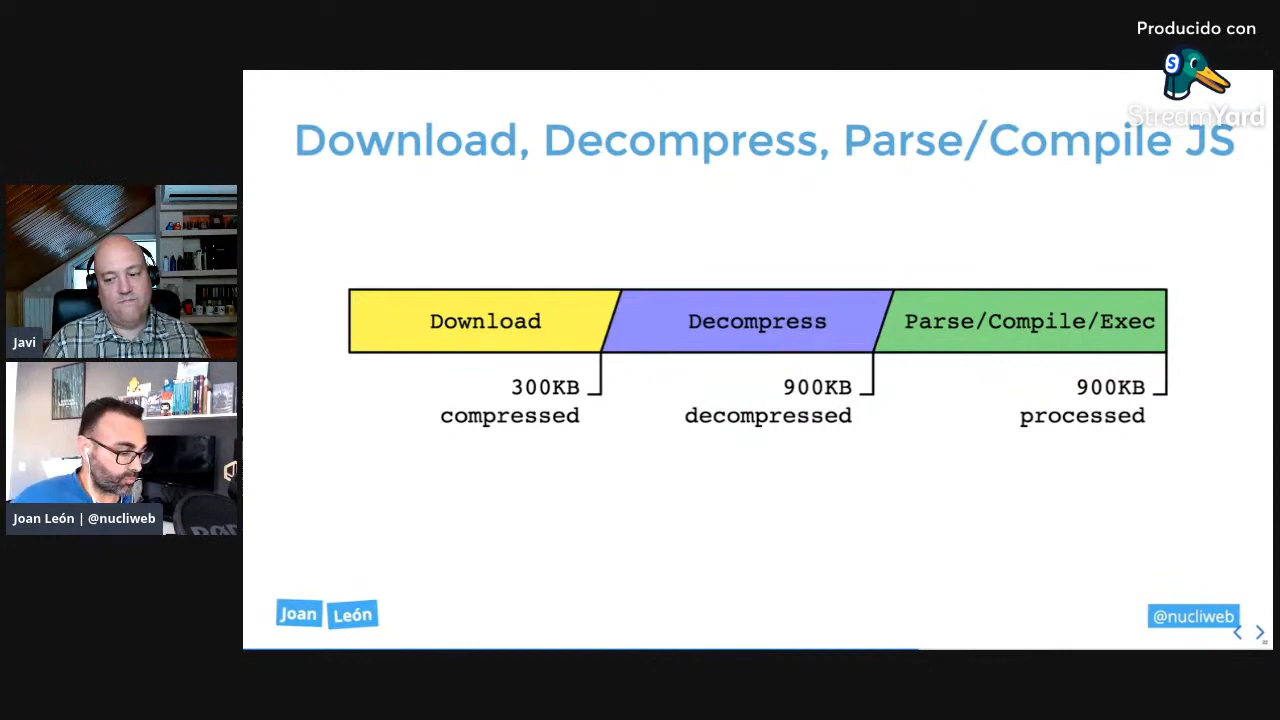 Producido con
StreamYard
Download, Decompress, Parse/Compile JS
Download
Decompress
Parse/Compile/Exec
300KB
compressed
900KB
decompressed
900KB
processed
Javi
Joan León | @nucliweb
Joan León
@nucliweb
22